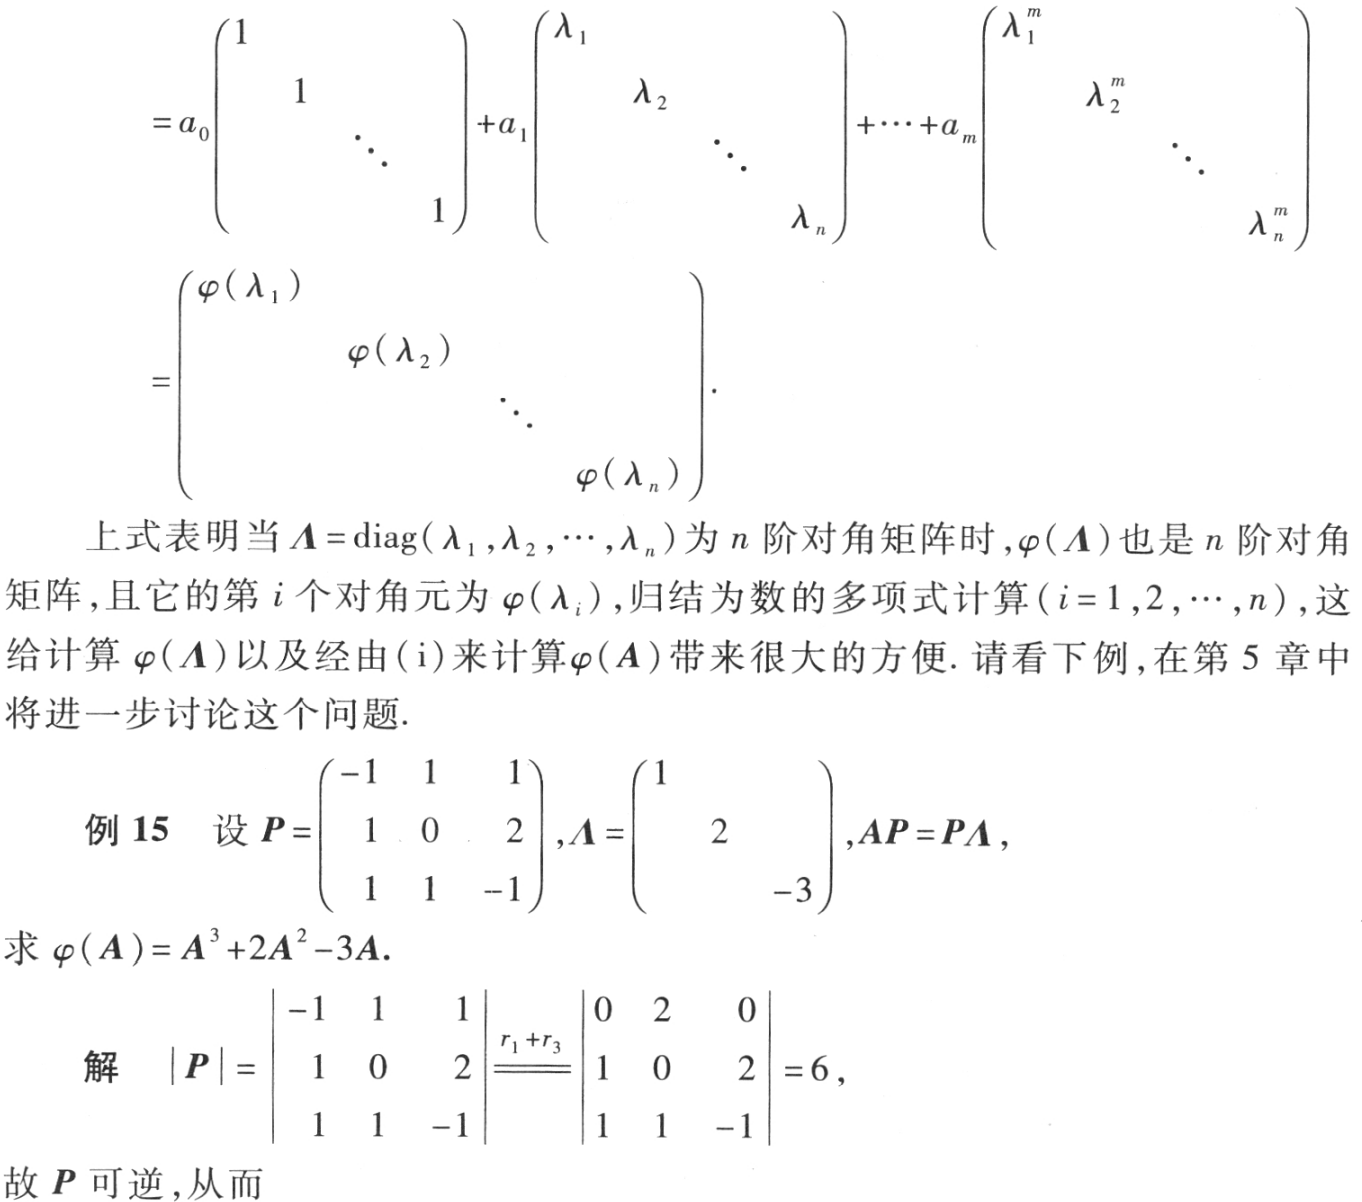 $=a_0\begin{pmatrix}1&&&\\&1&&\\&&\ddots&\\&&&1\end{pmatrix}+a_1\begin{pmatrix}\lambda_1&&&\\&\lambda_2&&\\&&\ddots&\\&&&\lambda_n\end{pmatrix}+\cdots+a_m\begin{pmatrix}\lambda_1^m&&&\\&\lambda_2^m&&\\&&\ddots&\\&&&\lambda_n^m\end{pmatrix}$
$=\begin{pmatrix}\varphi(\lambda_1)&&&\\&\varphi(\lambda_2)&&\\&&\ddots&\\&&&\varphi(\lambda_n)\end{pmatrix}.$
上式表明当 $\boldsymbol{\Lambda}=\mathrm{diag}(\lambda_1,\lambda_2,\cdots,\lambda_n)$为 $n$ 阶对角矩阵时,$\varphi(\boldsymbol{\Lambda})$也是 $n$ 阶对角
矩阵,且它的第 $i$ 个对角元为 $\varphi(\lambda_i)$,归结为数的多项式计算($i=1,2,\cdots,n$),这
给计算 $\varphi(\boldsymbol{\Lambda})$以及经由(i)来计算$\varphi(\boldsymbol{A})$带来很大的方便. 请看下例,在第 5 章中
将进一步讨论这个问题.
例 15 设 $\boldsymbol{P}=\begin{pmatrix}-1&1&1\\1&0&2\\1&1&-1\end{pmatrix},\boldsymbol{\Lambda}=\begin{pmatrix}1&&\\&2&\\&&-3\end{pmatrix},\boldsymbol{AP}=\boldsymbol{P\Lambda},$
求 $\varphi(\boldsymbol{A})=\boldsymbol{A}^3+2\boldsymbol{A}^2-3\boldsymbol{A}.$
解 $|\boldsymbol{P}|=\begin{vmatrix}-1&1&1\\1&0&2\\1&1&-1\end{vmatrix}\xlongequal{r_1+r_3}\begin{vmatrix}0&2&0\\1&0&2\\1&1&-1\end{vmatrix}=6,$
故 $\boldsymbol{P}$ 可逆,从而